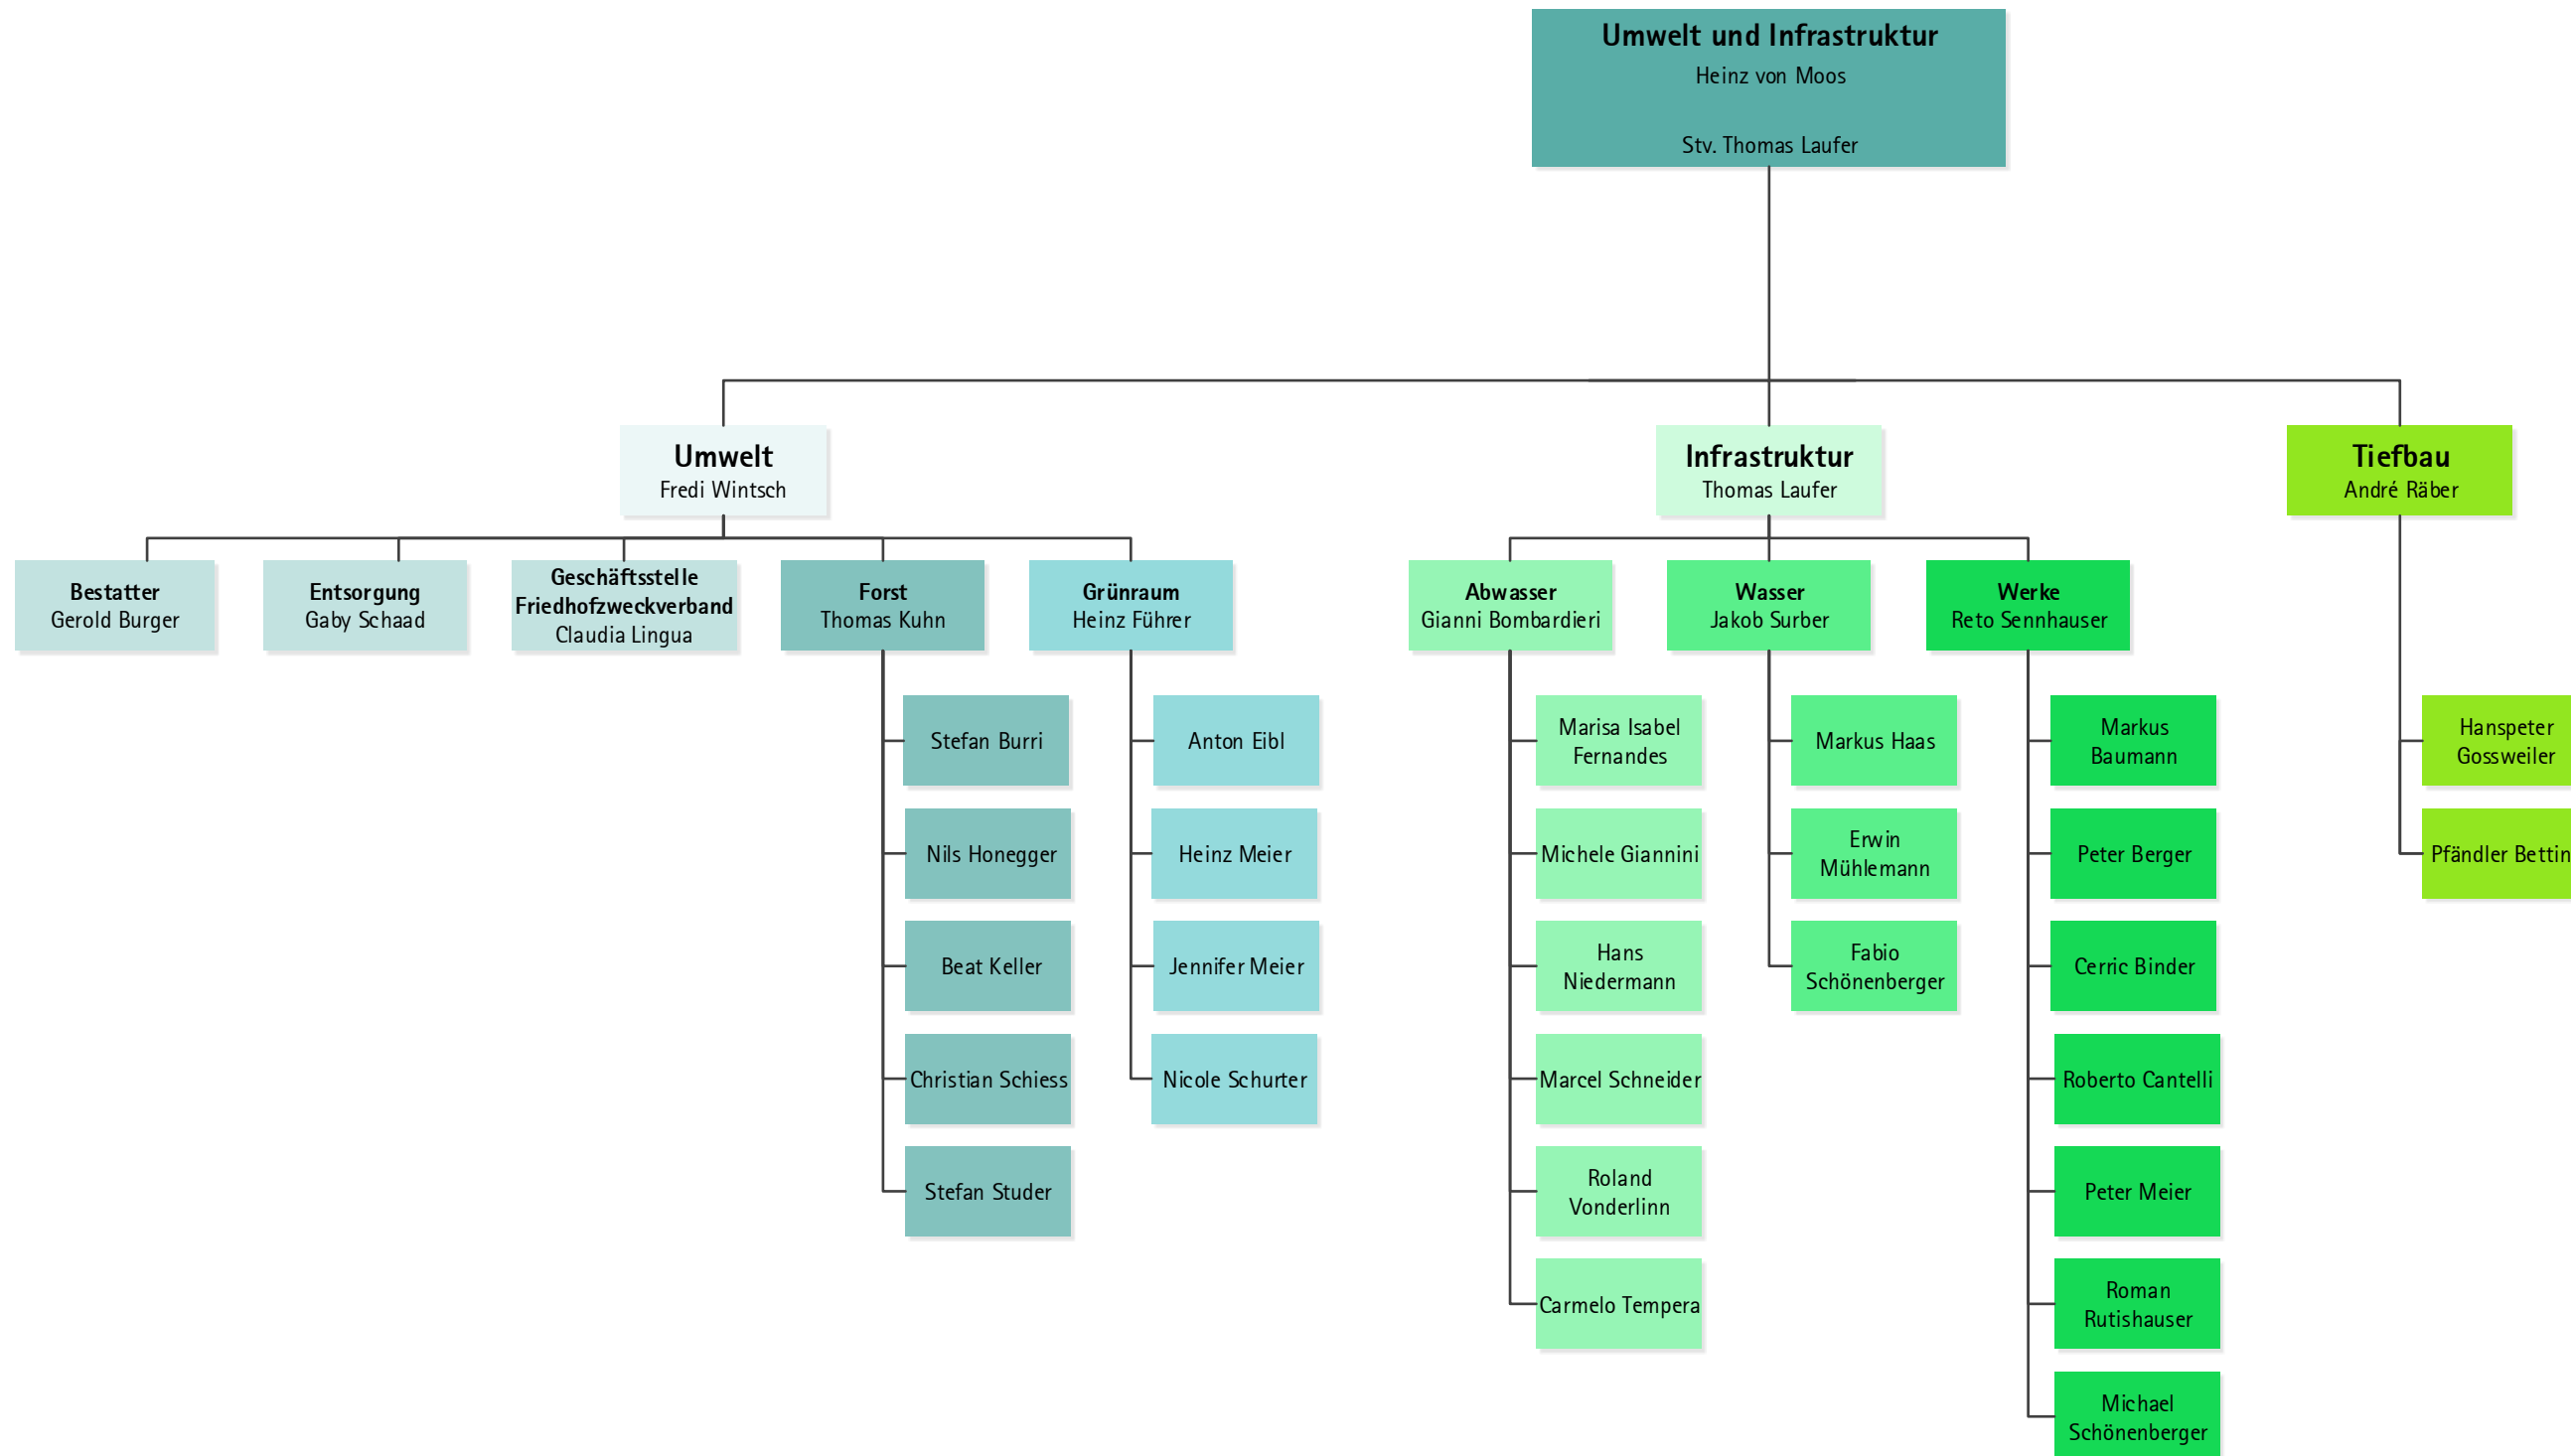 Umwelt und Infrastruktur
Heinz von Moos
Stv. Thomas Laufer
Umwelt
Fredi Wintsch
Infrastruktur
Thomas Laufer
Tiefbau
André Räber
Bestatter
Gerold Burger
Entsorgung
Gaby Schaad
Geschäftsstelle
Friedhofzweckverband
Claudia Lingua
Forst
Thomas Kuhn
Grünraum
Heinz Führer
Abwasser
Gianni Bombardieri
Wasser
Jakob Surber
Werke
Reto Sennhauser
Stefan Burri
Nils Honegger
Beat Keller
Christian Schiess
Stefan Studer
Anton Eibl
Heinz Meier
Jennifer Meier
Nicole Schurter
Marisa Isabel
Fernandes
Michele Giannini
Hans
Niedermann
Marcel Schneider
Roland
Vonderlinn
Carmelo Tempera
Markus Haas
Erwin
Mühlemann
Fabio
Schönenberger
Markus
Baumann
Peter Berger
Cerric Binder
Roberto Cantelli
Peter Meier
Roman
Rutishauser
Michael
Schönenberger
Hanspeter
Gossweiler
Pfändler Bettin